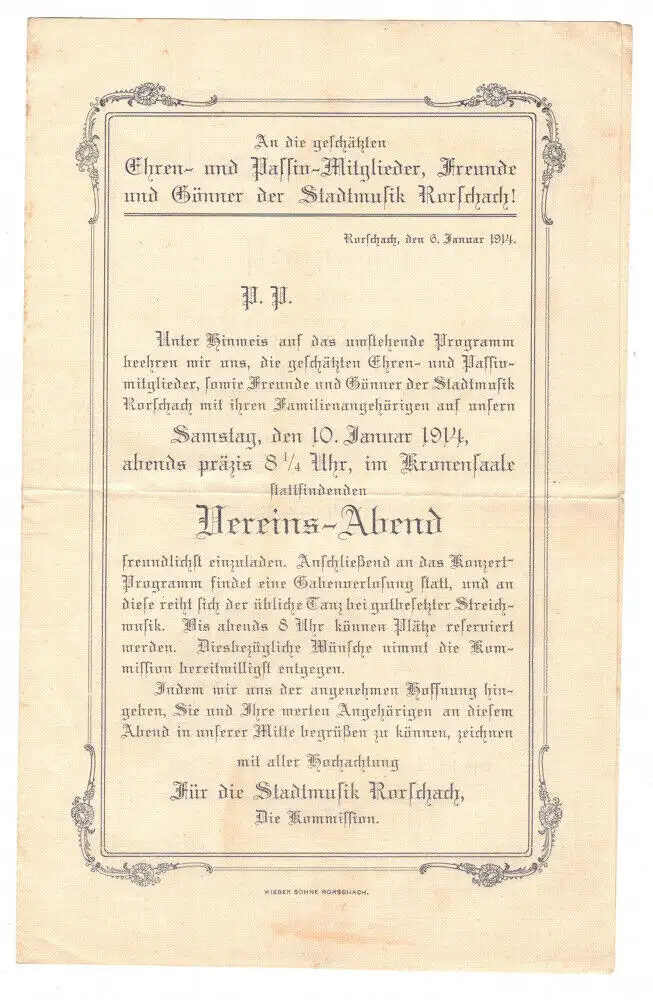 An die geschätzten
Ehren- und Passiv-Mitglieder, Freunde
und Gönner der Stadtmusik Rorschach!
Rorschach, den 6. Januar 1914.
P. P.
Unter Hinweis auf das umstehende Programm
beehren wir uns, die geschätzten Ehren- und Passiv-
mitglieder, sowie Freunde und Gönner der Stadtmusik
Rorschach mit ihren Familienangehörigen auf unsern
Samstag, den 10. Januar 1914,
abends präzis 8 1/4 Uhr, im Kronensaale
stattfindenden
Vereins-Abend
freundlichst einzuladen. Anschließend an das Konzert-
Programm findet eine Gabenverlosung statt, und an
diese reiht sich der übliche Tanz bei gutbesetzter Streich-
musik. Bis abends 8 Uhr können Plätze reserviert
werden. Diesbezügliche Wünsche nimmt die Kom-
mission bereitwilligst entgegen.
Indem wir uns der angenehmen Hoffnung hin-
geben, Sie und Ihre werten Angehörigen an diesem
Abend in unserer Mitte begrüßen zu können, zeichnen
mit aller Hochachtung
Für die Stadtmusik Rorschach,
Die Kommission.
WIESER SÖHNE RORSCHACH.